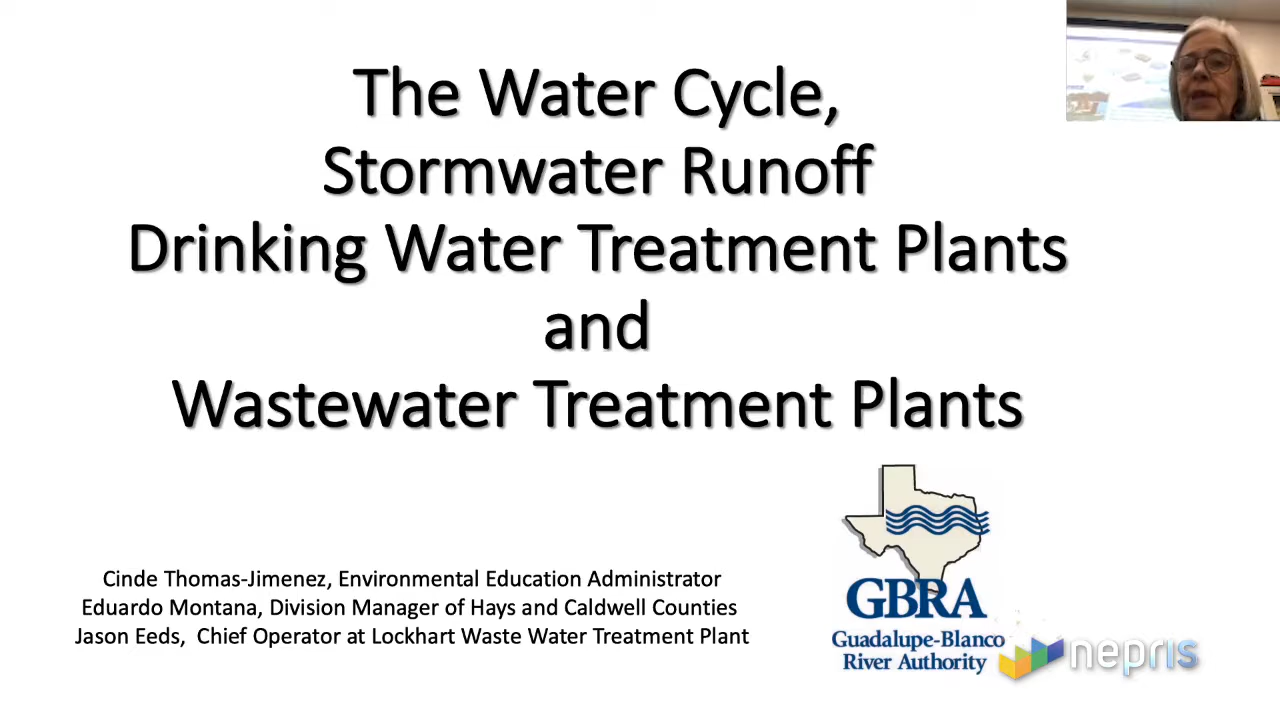 The Water Cycle,
Stormwater Runoff
Drinking Water Treatment Plants
and
Wastewater Treatment Plants
Cinde Thomas-Jimenez, Environmental Education Administrator
Eduardo Montana, Division Manager of Hays and Caldwell Counties
Jason Eeds,  Chief Operator at Lockhart Waste Water Treatment Plant
GBRA
Guadalupe-Blanco
River Authority
nepris